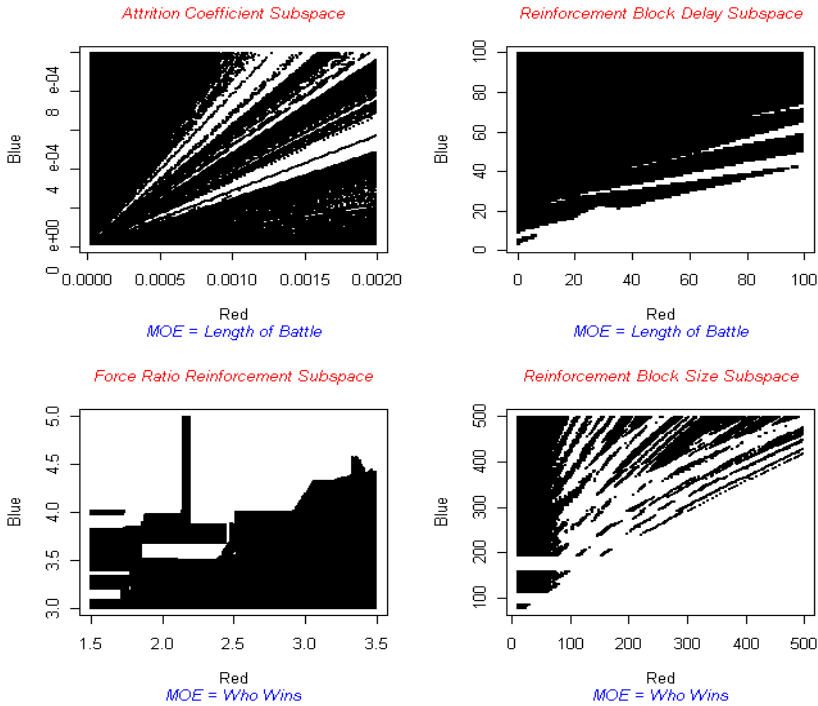 Attrition Coefficient Subspace
Reinforcement Block Delay Subspace
Blue
0 e+00 4 e-04 8 e-04
0.0000 0.0005 0.0010 0.0015 0.0020
Red
MOE = Length of Battle
Blue
0 20 40 60 80 100
0 20 40 60 80 100
Red
MOE = Length of Battle
Force Ratio Reinforcement Subspace
Reinforcement Block Size Subspace
Blue
3.0 3.5 4.0 4.5 5.0
1.5 2.0 2.5 3.0 3.5
Red
MOE = Who Wins
Blue
100 200 300 400 500
0 100 200 300 400 500
Red
MOE = Who Wins